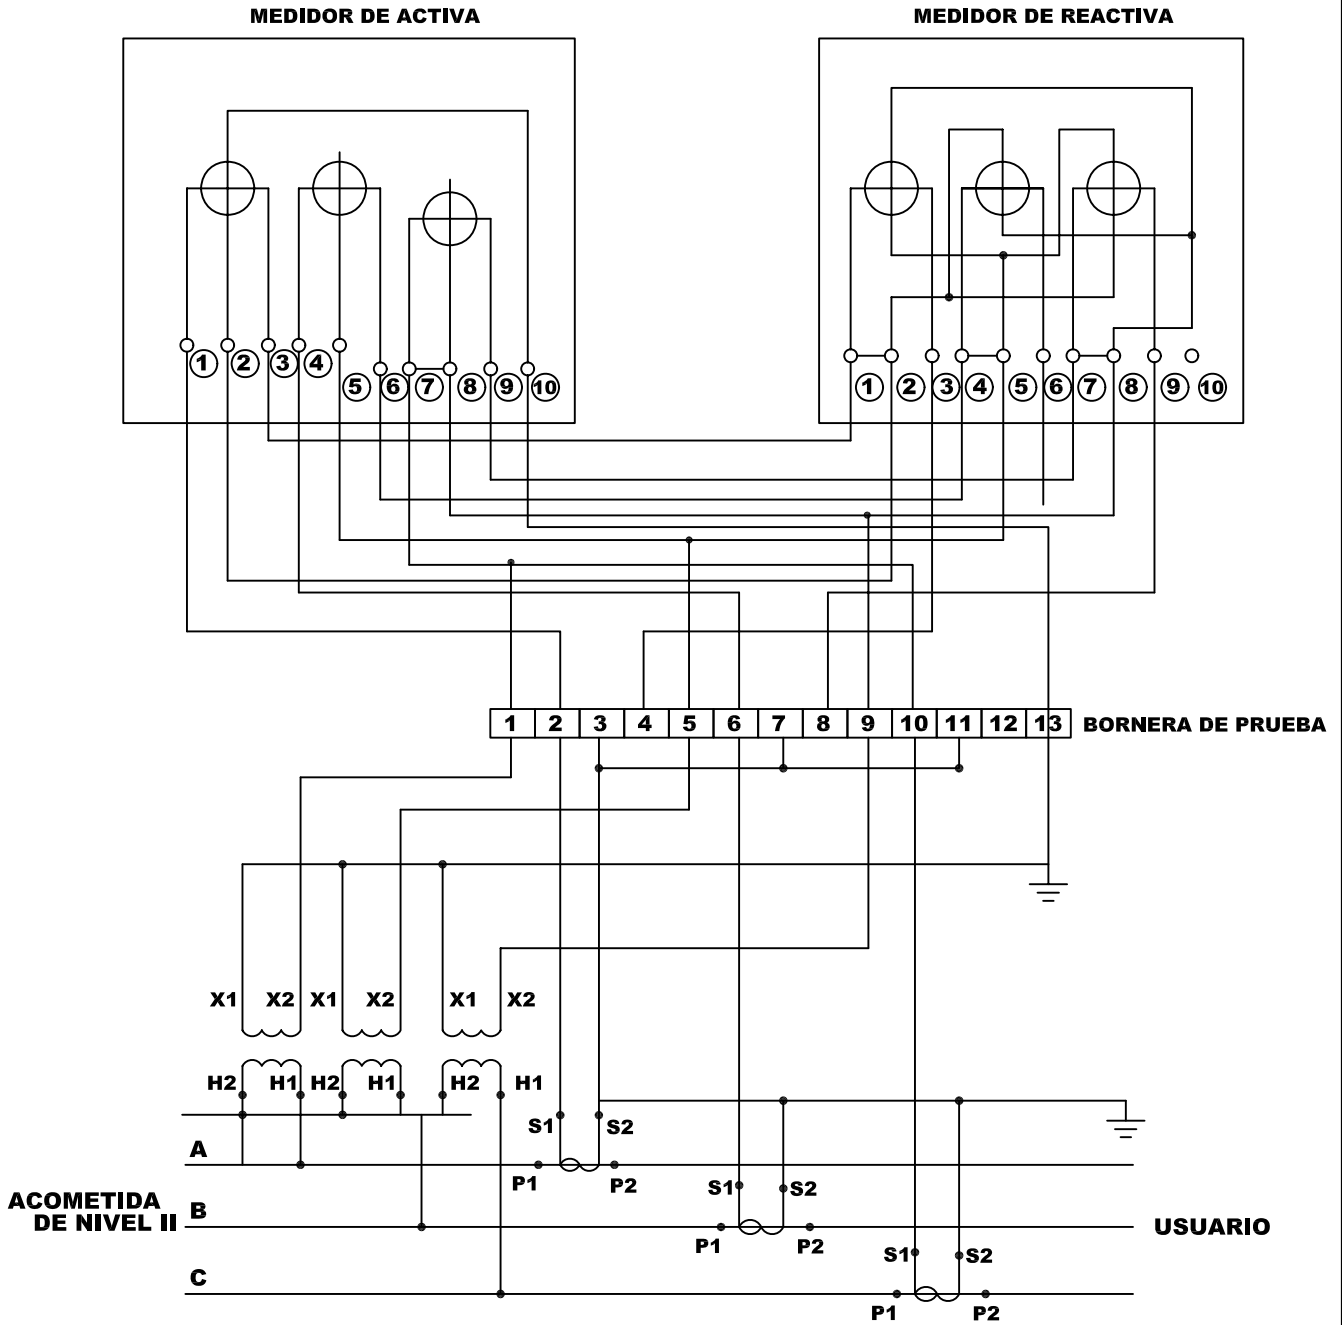 MEDIDOR DE ACTIVA
MEDIDOR DE REACTIVA
1 2 3 4 5 6 7 8 9 10
1 2 3 4 5 6 7 8 9 10
1 2 3 4 5 6 7 8 9 10 11 12 13 BORNERA DE PRUEBA
X1 X2 X1 X2 X1 X2
H2 H1 H2 H1 H2 H1
S1 S2
A
P1 P2
S1 S2
ACOMETIDA
DE NIVEL II
B
USUARIO
P1 P2
S1 S2
C
P1 P2